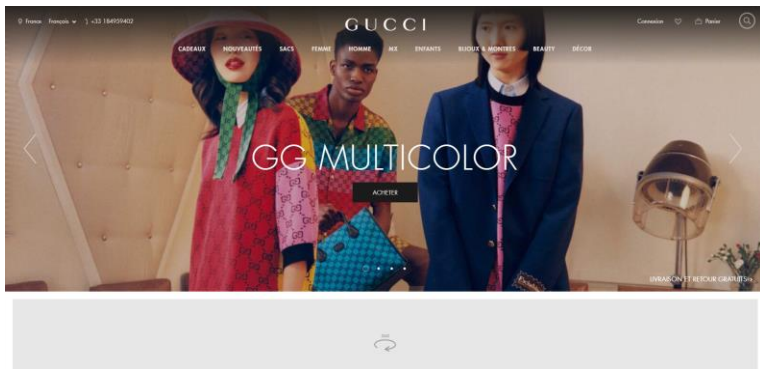 France Français +33 184959402
GUCCI
Connexion Panier
CADEAUX NOUVEAUTÉS SACS FEMME HOMME MX ENFANTS BIJOUX & MONTRES BEAUTY DÉCOR
GG MULTICOLOR
ACHETER
LIVRAISON ET RETOUR GRATUITS